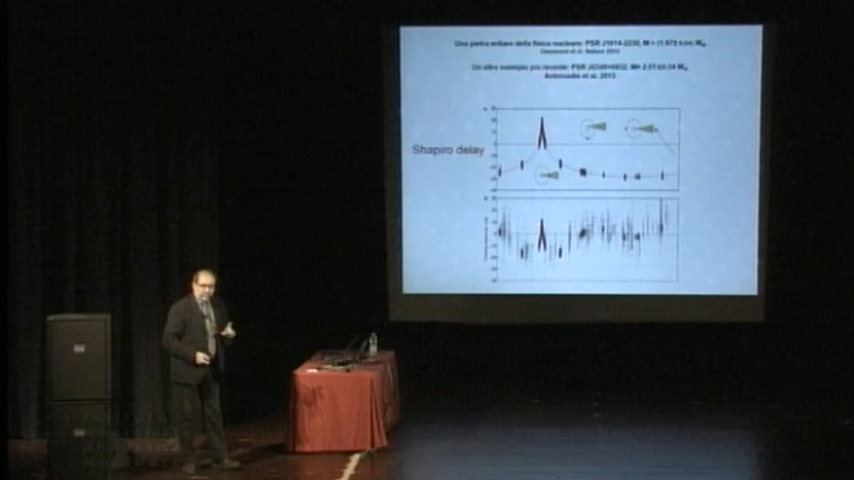 Una pietra miliare della fisica nucleare: PSR J1614-2230, M = (1.97± 0.04) M
Demorest et al. Nature 2010
Un altro esempio più recente: PSR J0348+0432, M= 2.01±0.04 M
Antoniadis et al. 2013
Shapiro delay